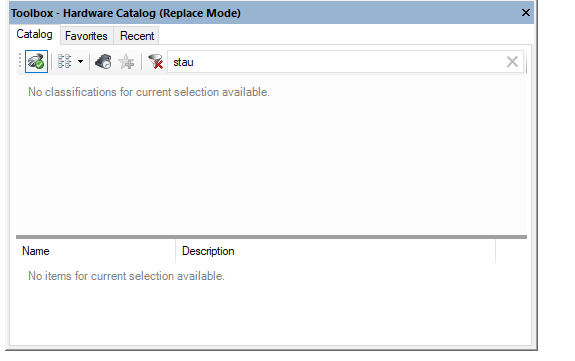 Toolbox - Hardware Catalog (Replace Mode)
Catalog Favorites Recent
stau
No classifications for current selection available.
Name Description
No items for current selection available.